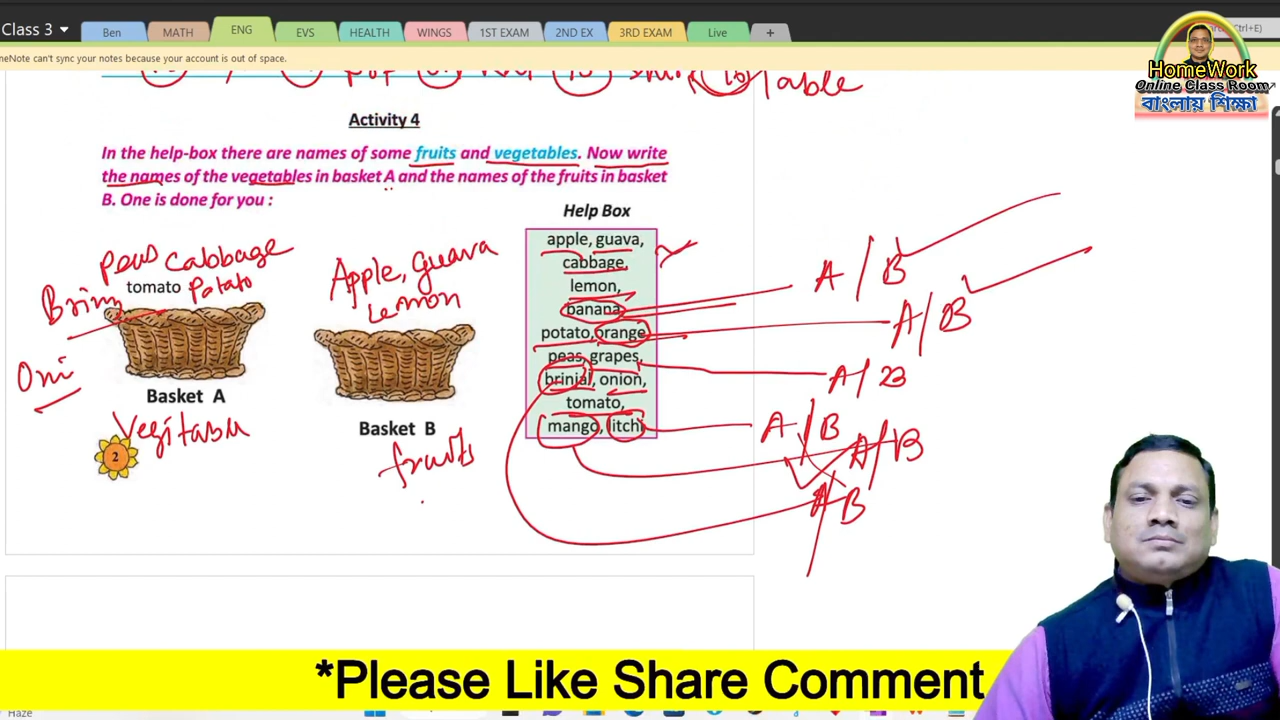 Class 3
Ben MATH ENG EVS HEALTH WINGS 1ST EXAM 2ND EX 3RD EXAM Live +
neNote can't sync your notes because your account is out of space.
HomeWork
Online Class Room
বাংলায় শিক্ষা
table
Activity 4
In the help-box there are names of some fruits and vegetables. Now write
the names of the vegetables in basket A and the names of the fruits in basket
B. One is done for you :
Help Box
apple, guava,
cabbage,
lemon,
banana,
potato, orange
peas, grapes,
brinjal, onion,
tomato,
mango, litchi
Peas Cabbage
tomato Potato
Brinj
Oni
Basket A
Vegitable
2
Apple, Guava
Lemon
Basket B
fruits
A / B
A / B
A / B
A / B
A / B
A B
*Please Like Share Comment
Haze